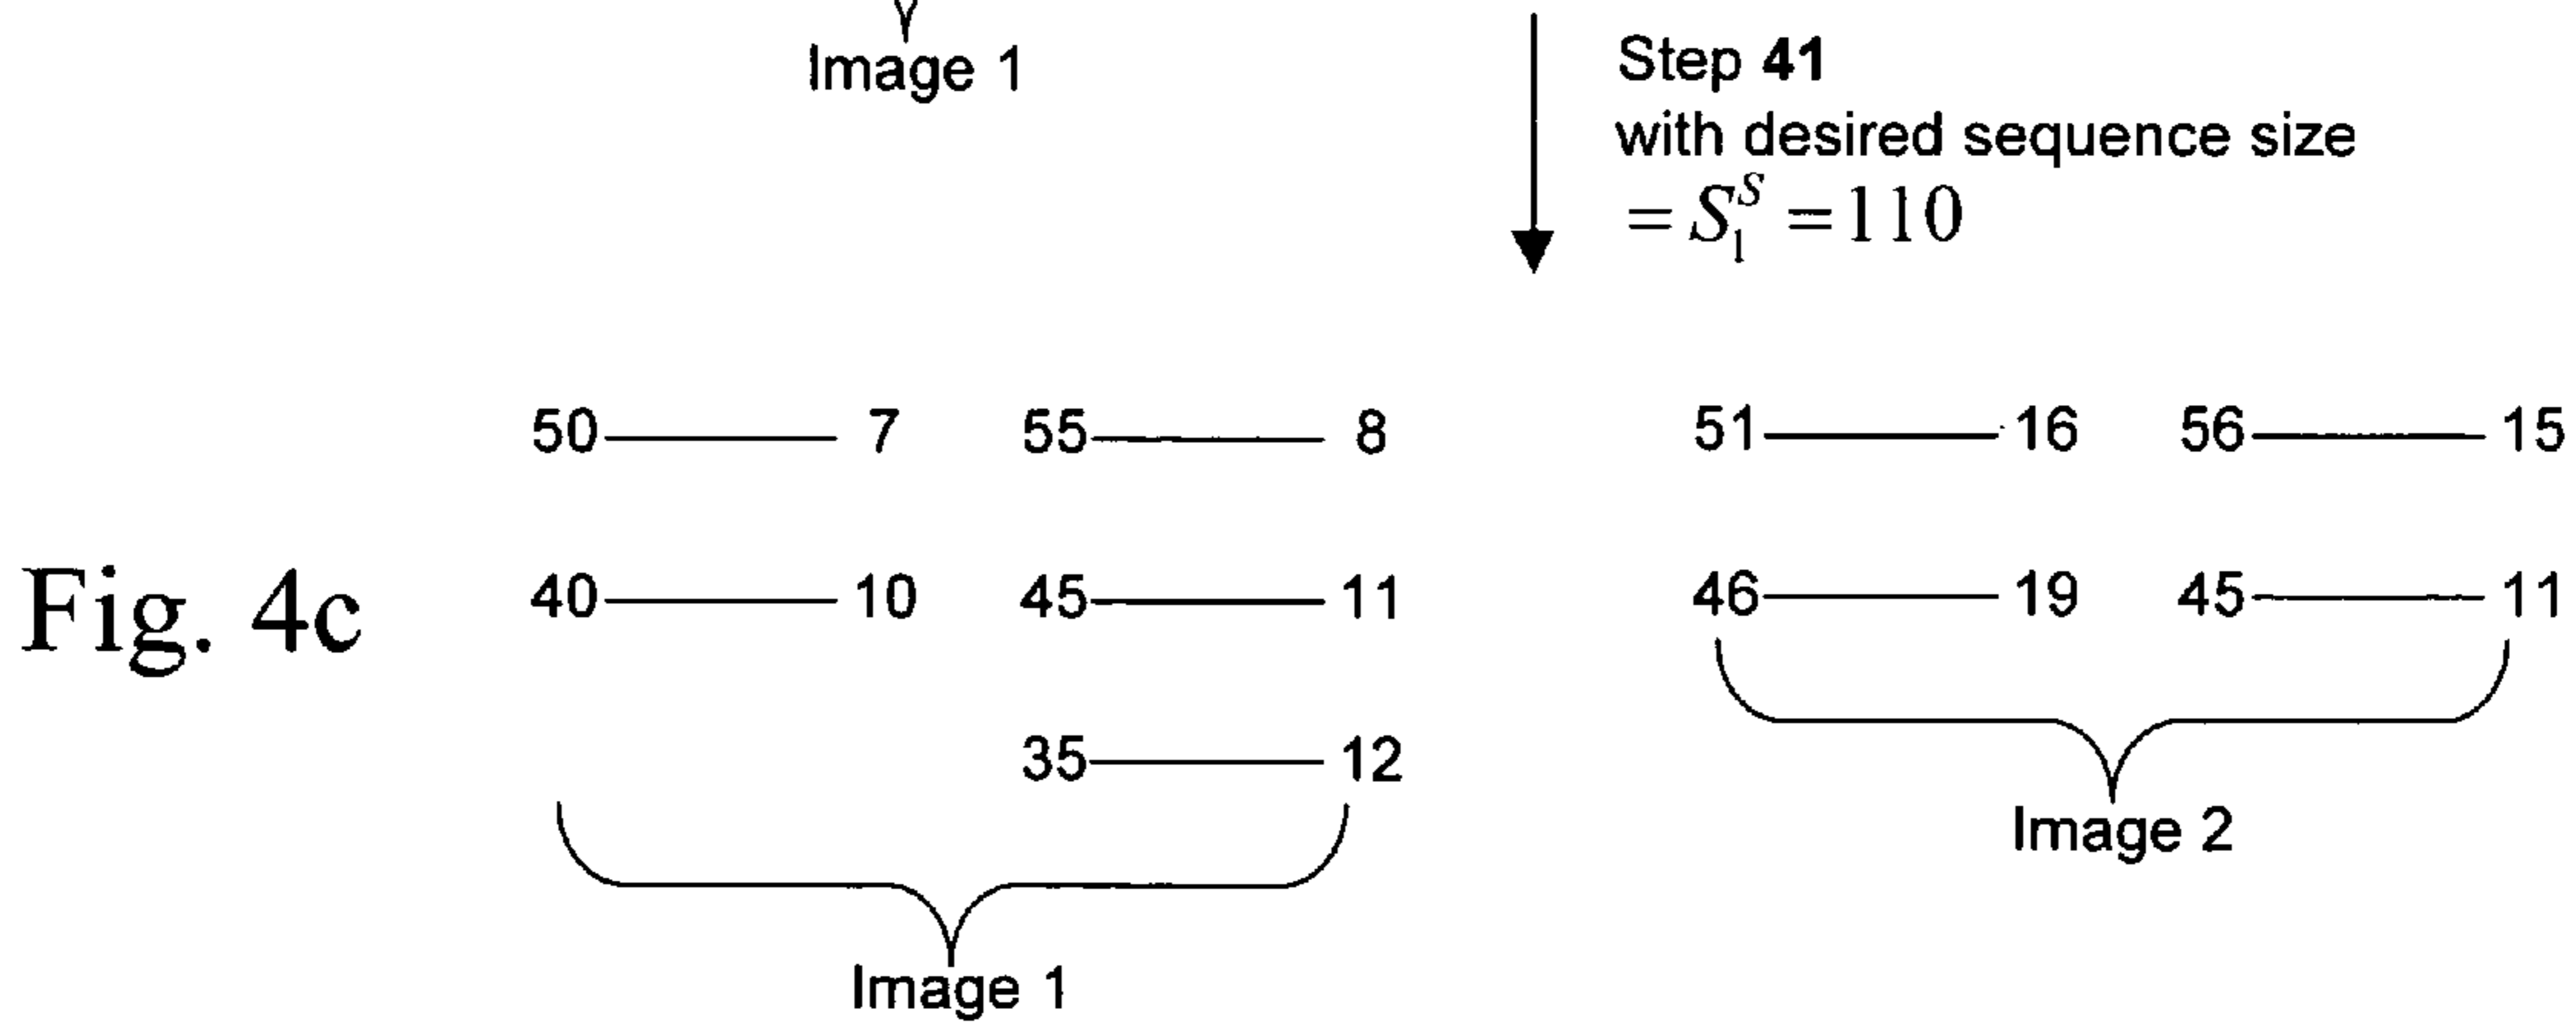 Image 1
Step 41
with desired sequence size
= S_1^S = 110
50 7 55 8 51 16 56 15
Fig. 4c
40 10 45 11 46 19 45 11
35 12
Image 2
Image 1